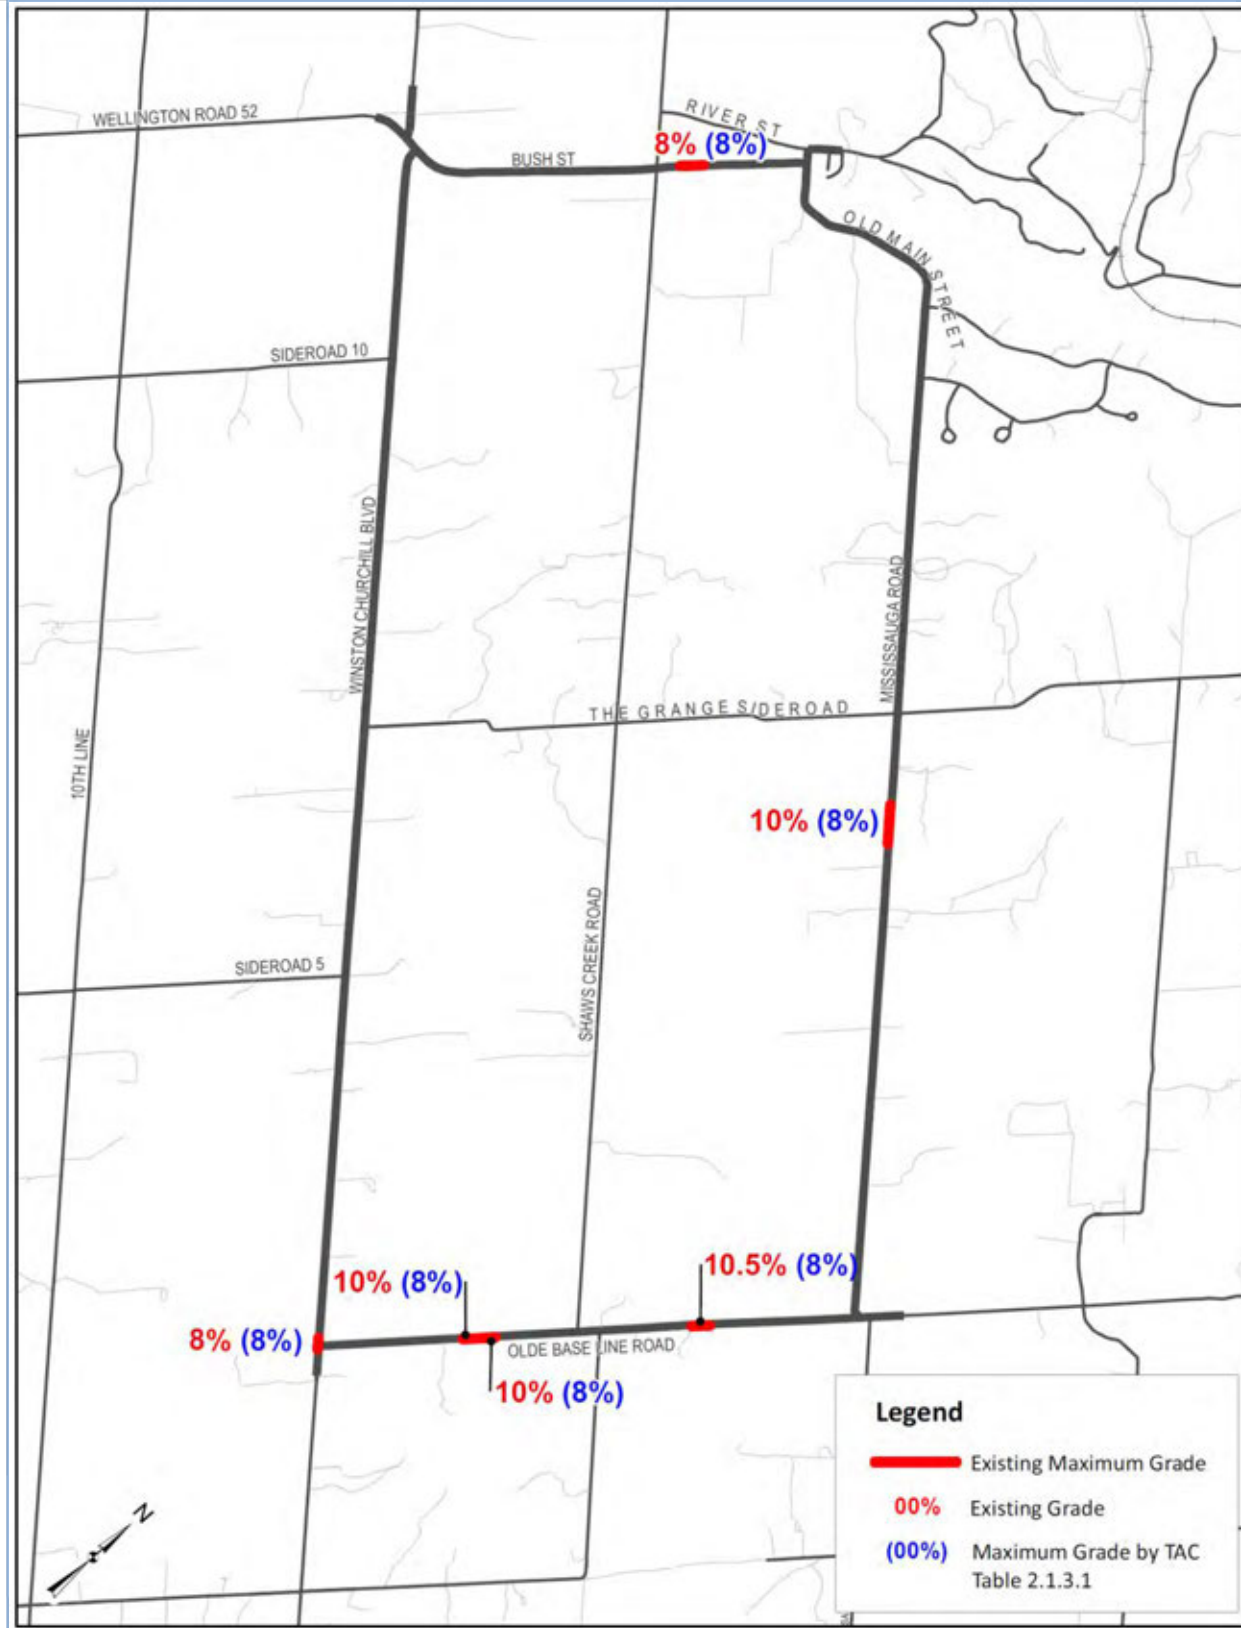 WELLINGTON ROAD 52
RIVER ST
8% (8%)
BUSH ST
OLD MAIN STREET
SIDEROAD 10
WINSTON CHURCHILL BLVD
MISSISSAUGA ROAD
THE GRANGE SIDEROAD
10TH LINE
10% (8%)
SHAWS CREEK ROAD
SIDEROAD 5
10.5% (8%)
10% (8%)
8% (8%)
OLDE BASE LINE ROAD
10% (8%)
Legend
Existing Maximum Grade
00% Existing Grade
(00%) Maximum Grade by TAC
Table 2.1.3.1
N